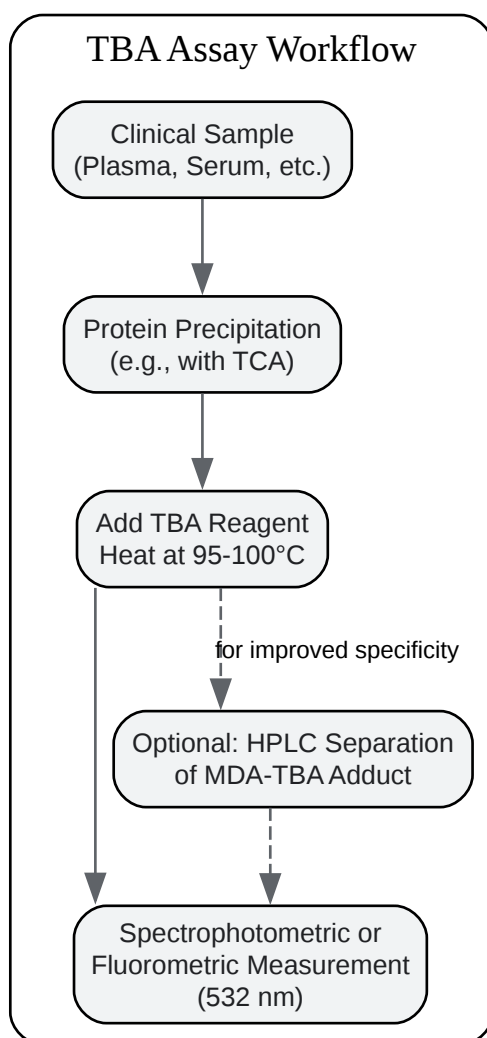 TBA Assay Workflow
Clinical Sample
(Plasma, Serum, etc.)
Protein Precipitation
(e.g., with TCA)
Add TBA Reagent
Heat at 95-100°C
for improved specificity
Optional: HPLC Separation
of MDA-TBA Adduct
Spectrophotometric or
Fluorometric Measurement
(532 nm)